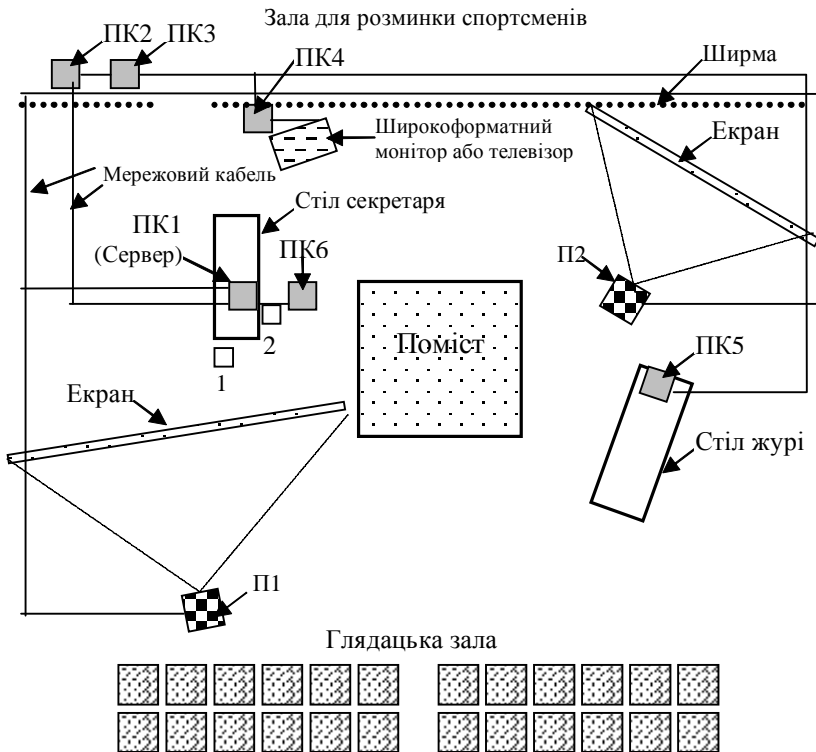 Зала для розминки спортсменів
ПК2
ПК3
ПК4
Ширма
Широкоформатний
монітор або телевізор
Екран
Мережовий кабель
Стіл секретаря
ПК1
(Сервер)
ПК6
П2
2
Поміст
ПК5
1
Екран
Стіл журі
П1
Глядацька зала